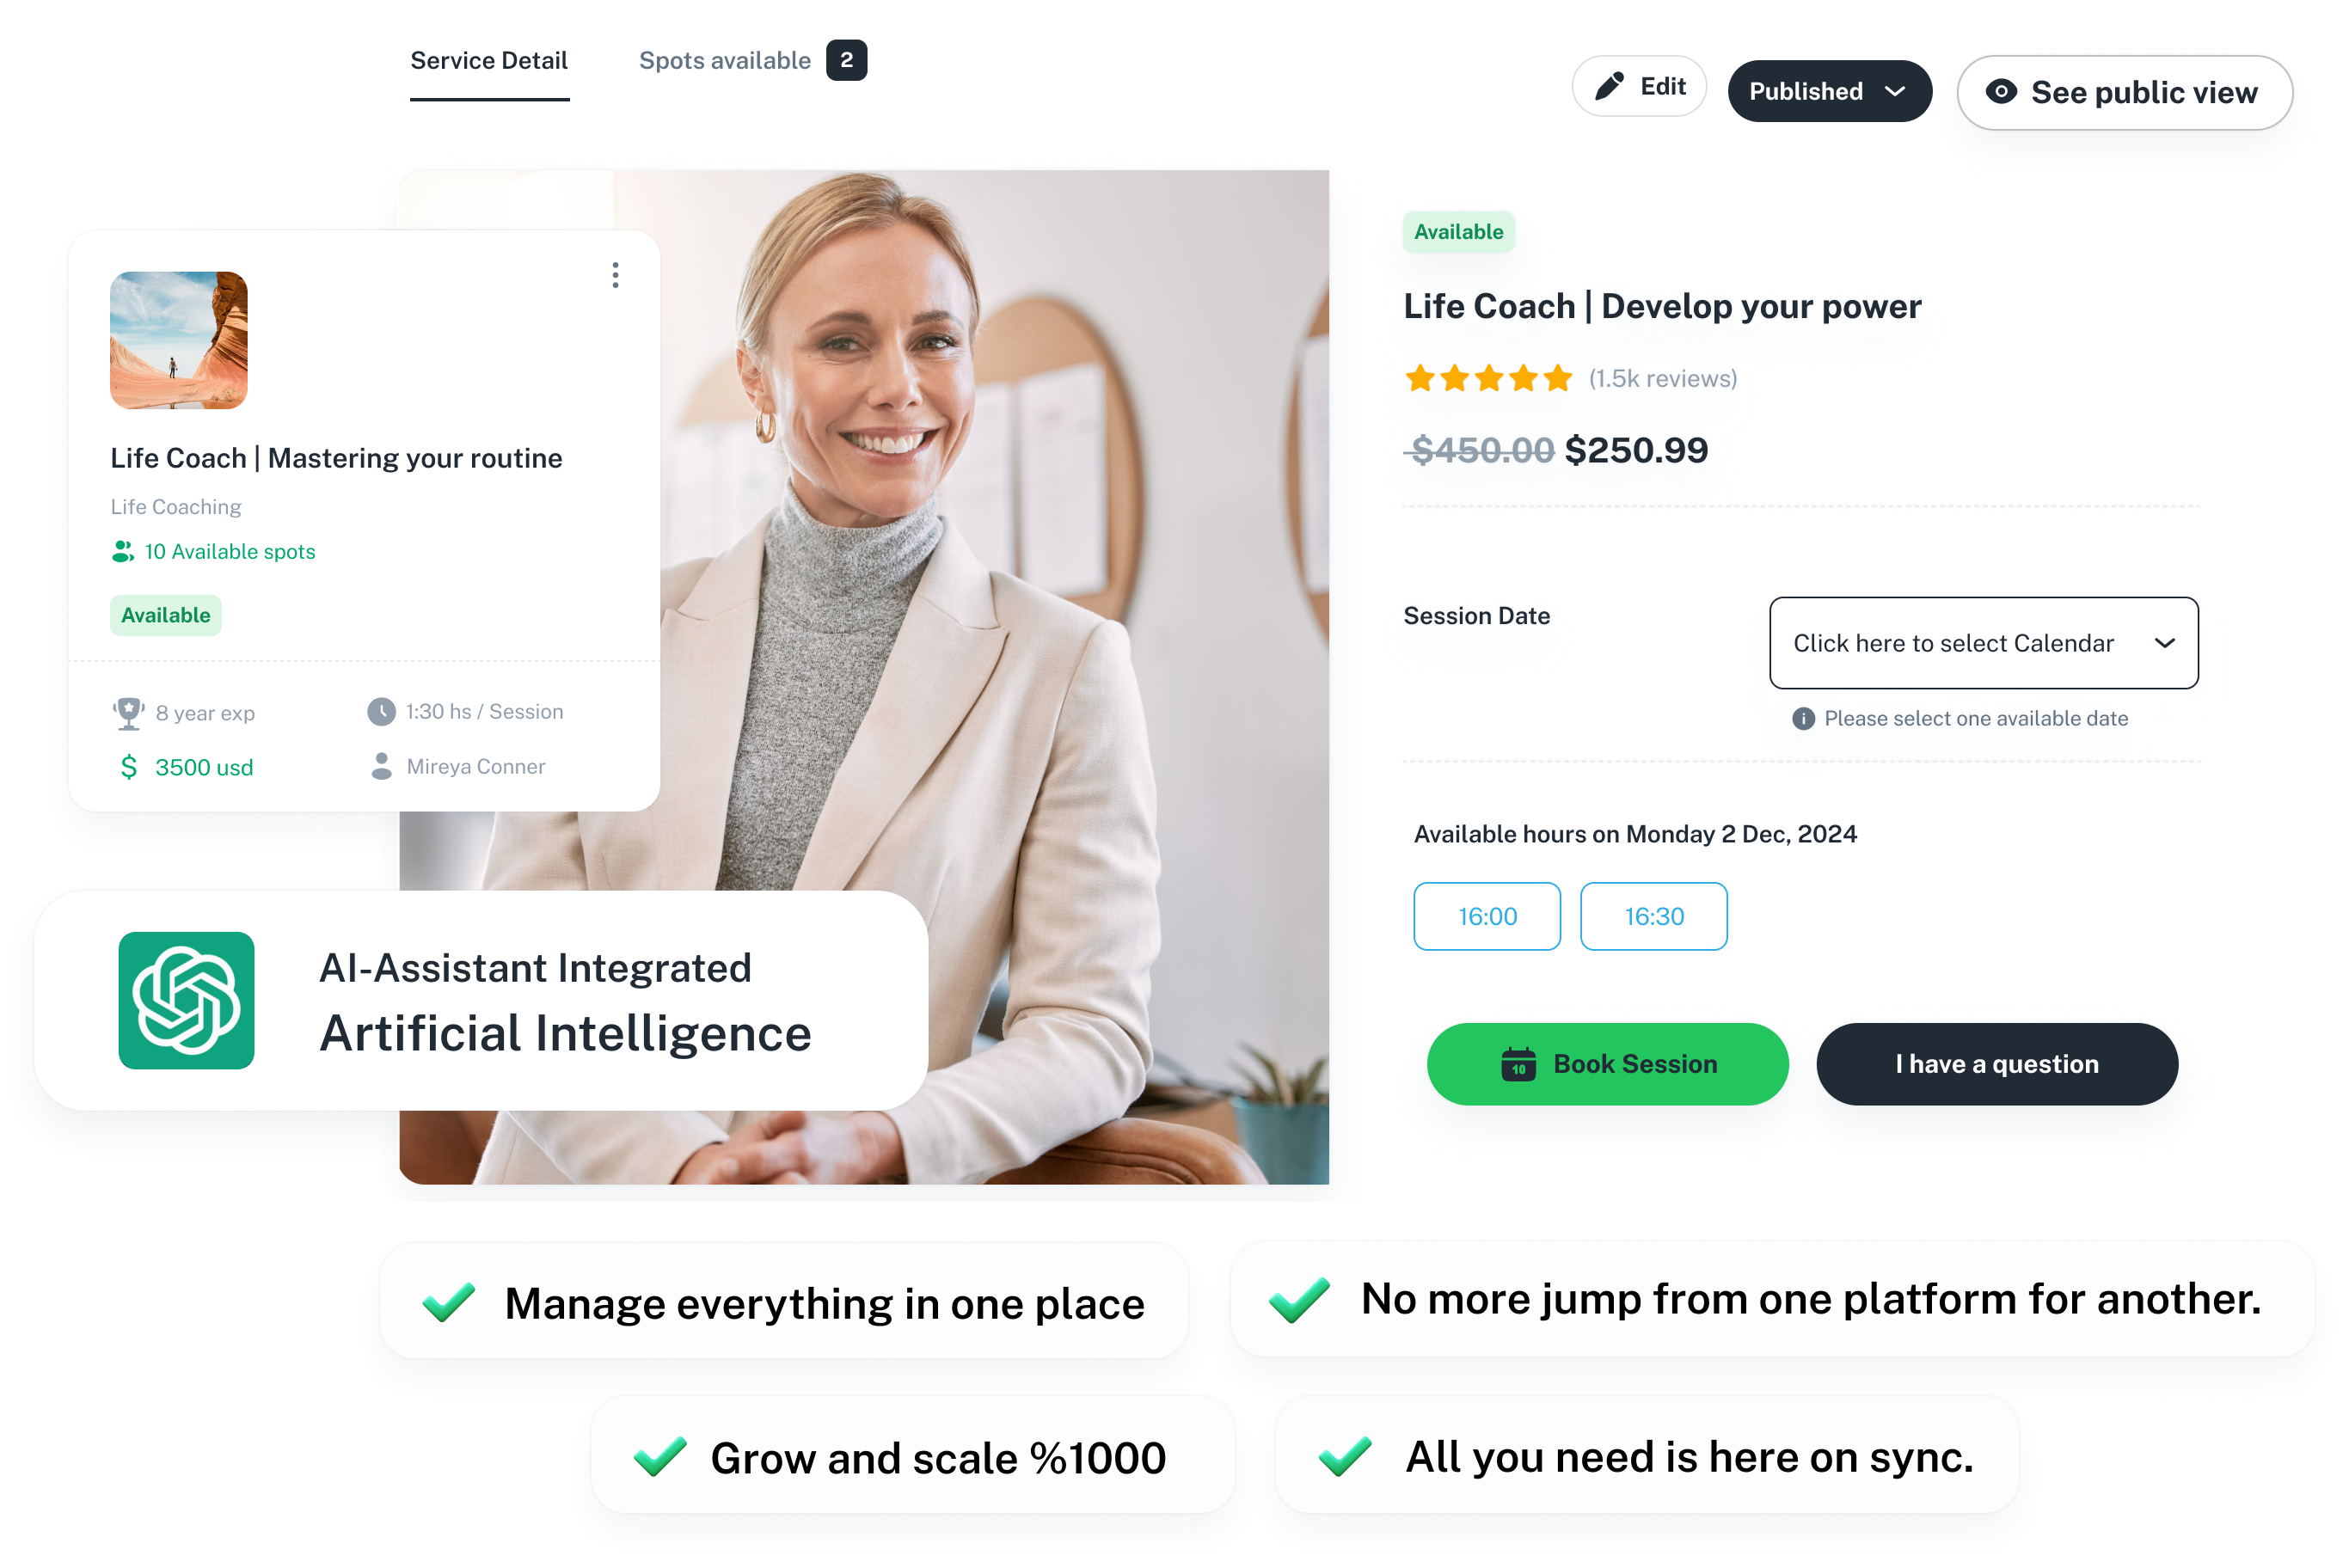 Service Detail
Spots available 2
Edit
Published
See public view
Available
Life Coach | Develop your power
(1.5k reviews)
$450.00 $250.99
Session Date
Click here to select Calendar
Please select one available date
Available hours on Monday 2 Dec, 2024
16:00
16:30
10 Book Session
I have a question
Life Coach | Mastering your routine
Life Coaching
10 Available spots
Available
8 year exp
1:30 hs / Session
$ 3500 usd
Mireya Conner
AI-Assistant Integrated
Artificial Intelligence
Manage everything in one place
No more jump from one platform for another.
Grow and scale %1000
All you need is here on sync.